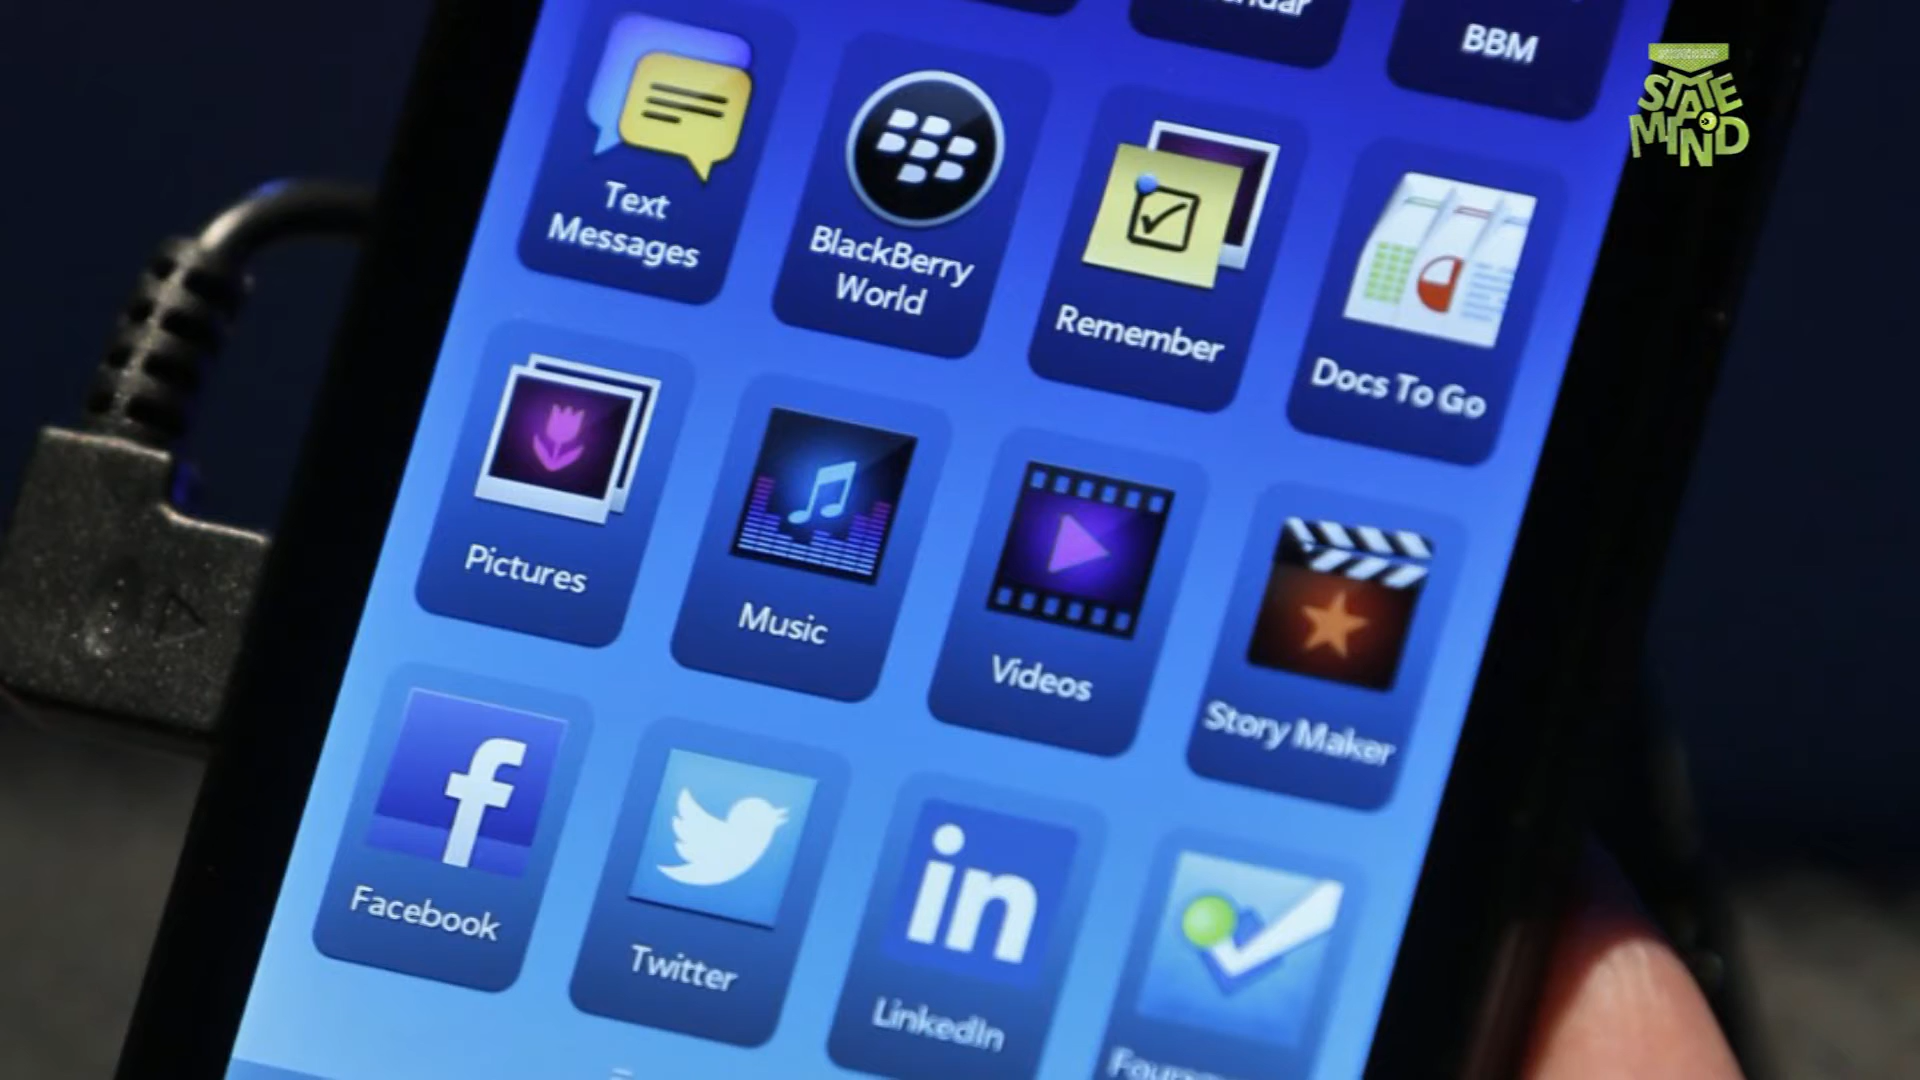 BBM
STATE
MIND
Text
Messages
BlackBerry
World
Remember
Docs To Go
Pictures
Music
Videos
Story Maker
Facebook
in
Twitter
LinkedIn